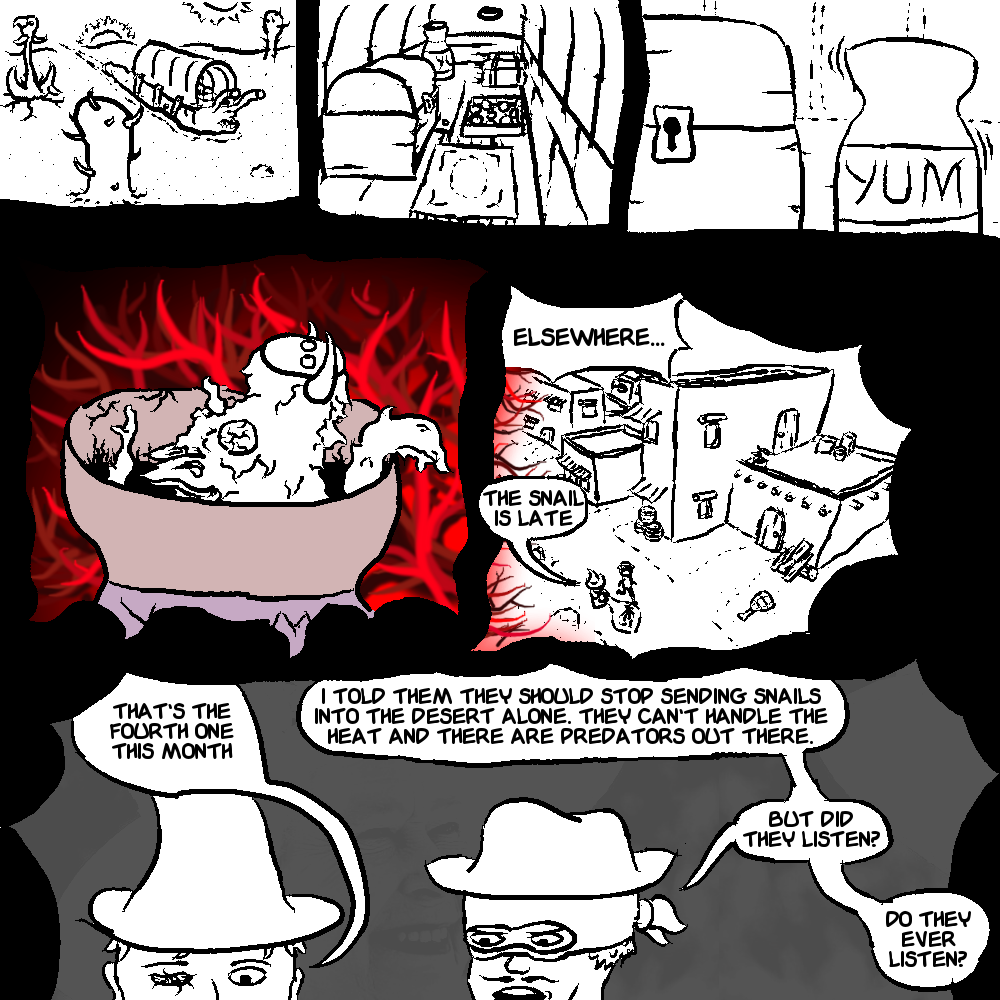 YUM
ELSEWHERE...
THE SNAIL
IS LATE
THAT'S THE
FOURTH ONE
THIS MONTH
I TOLD THEM THEY SHOULD STOP SENDING SNAILS
INTO THE DESERT ALONE. THEY CAN'T HANDLE THE
HEAT AND THERE ARE PREDATORS OUT THERE.
BUT DID
THEY LISTEN?
DO THEY
EVER
LISTEN?